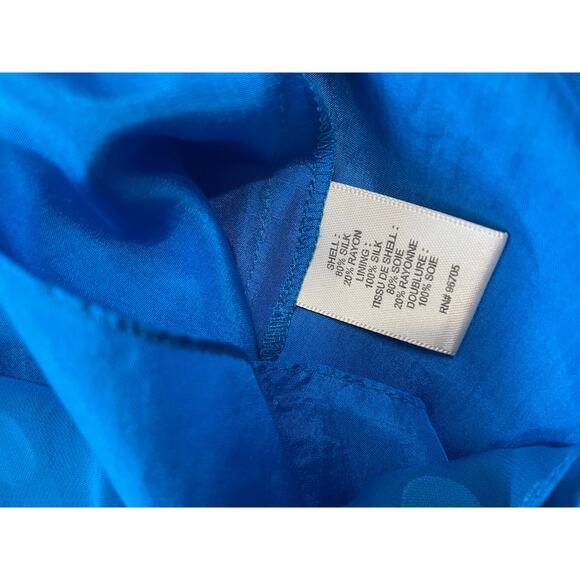 SHELL :
80% SILK
20% RAYON
LINING :
100% SILK
TISSU DE SHELL :
80% SOIE
20% RAYONNE
DOUBLURE :
100% SOIE
RN# 96705